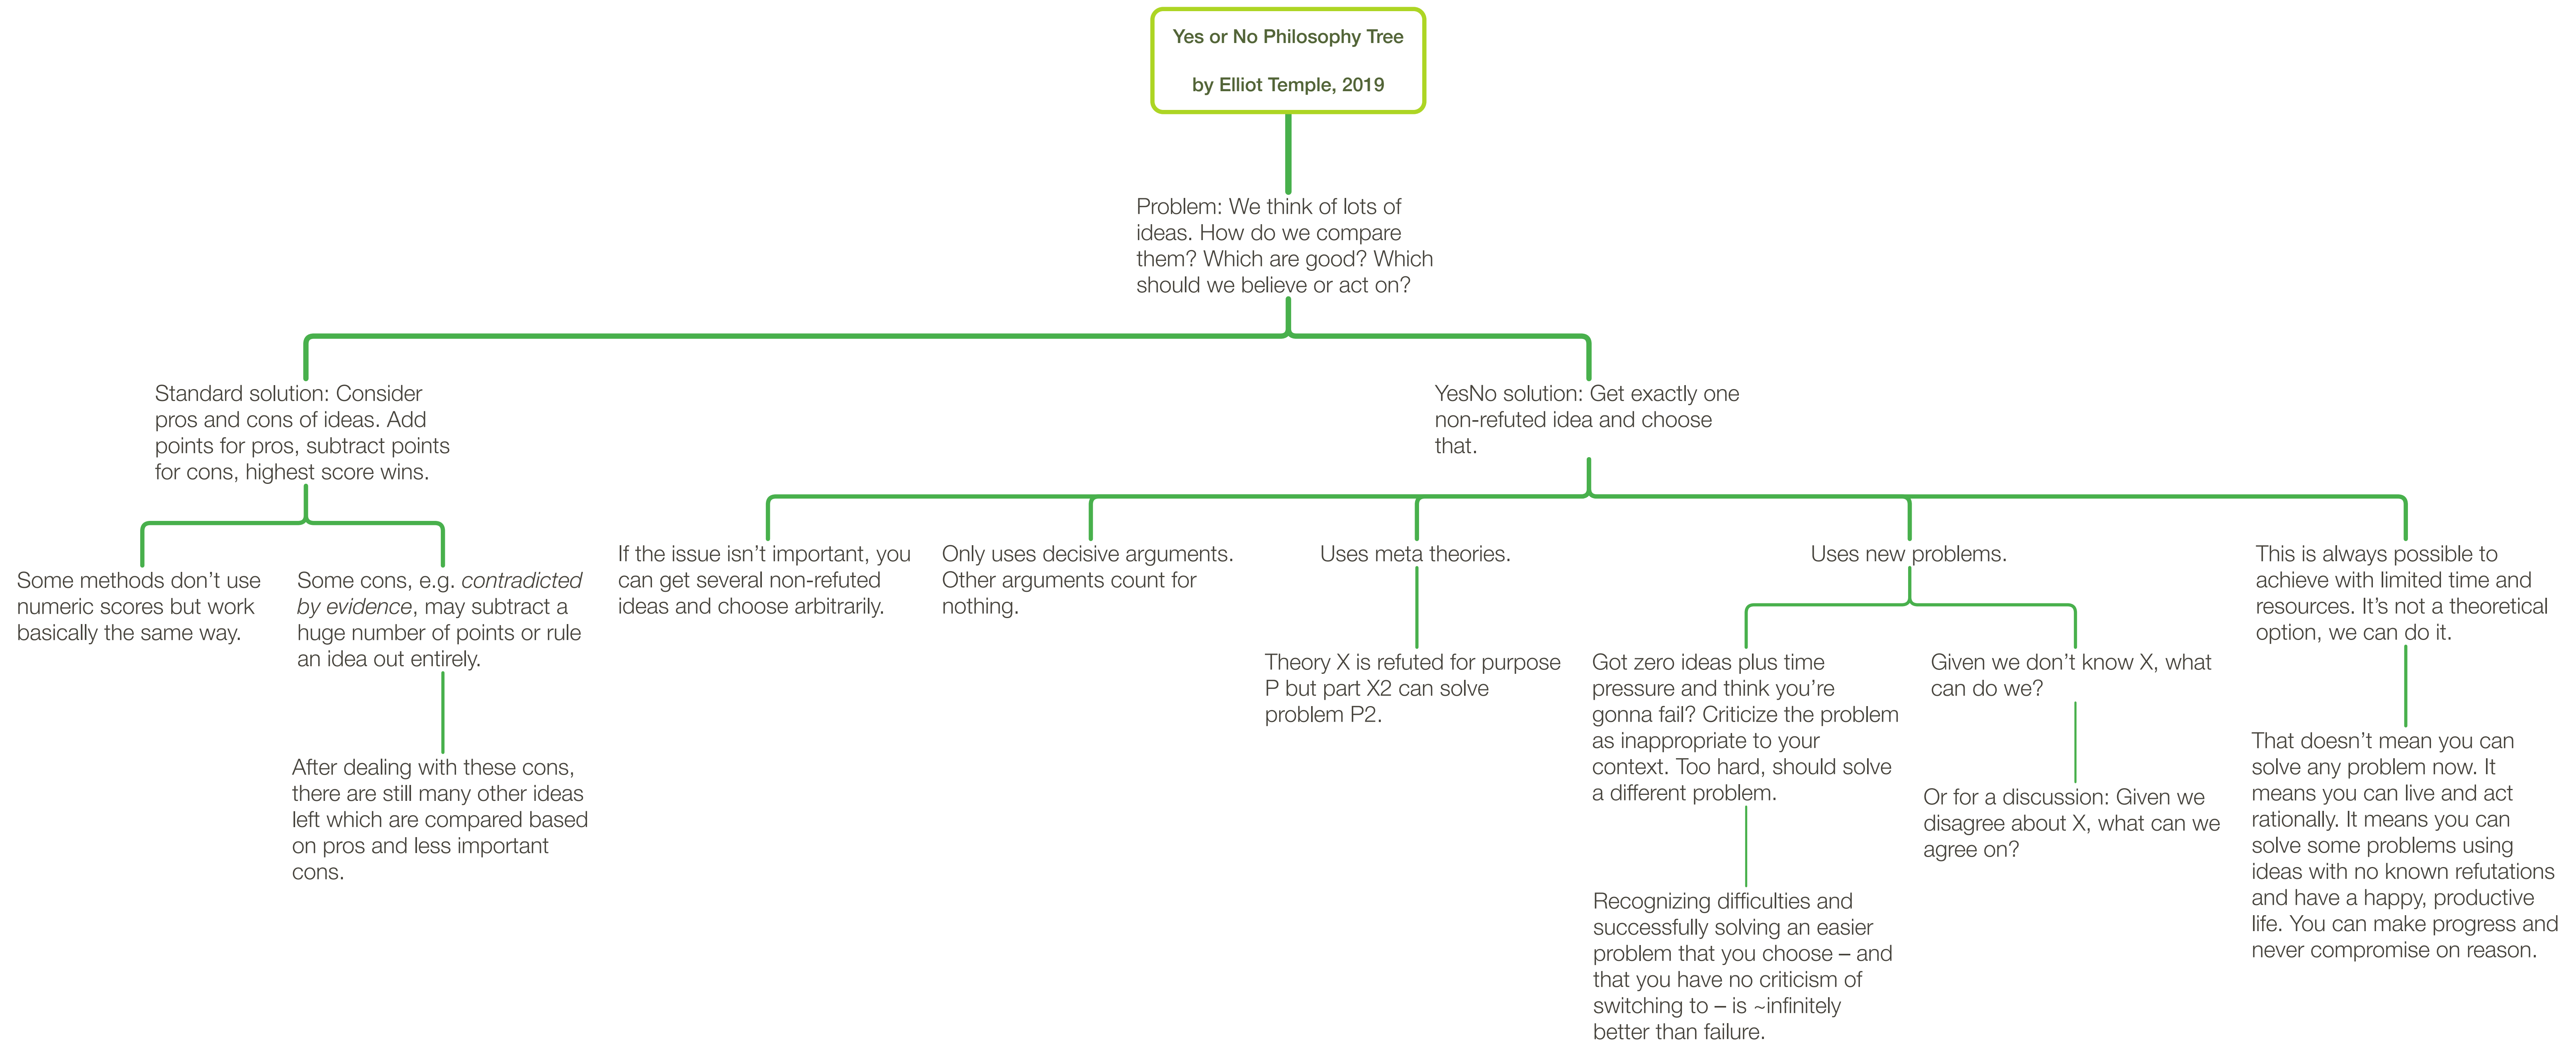 Yes or No Philosophy Tree
by Elliot Temple, 2019
Problem: We think of lots of
ideas. How do we compare
them? Which are good? Which
should we believe or act on?
Standard solution: Consider
pros and cons of ideas. Add
points for pros, subtract points
for cons, highest score wins.
Some methods don’t use
numeric scores but work
basically the same way.
Some cons, e.g. contradicted
by evidence, may subtract a
huge number of points or rule
an idea out entirely.
After dealing with these cons,
there are still many other ideas
left which are compared based
on pros and less important
cons.
YesNo solution: Get exactly one
non-refuted idea and choose
that.
If the issue isn’t important, you
can get several non-refuted
ideas and choose arbitrarily.
Only uses decisive arguments.
Other arguments count for
nothing.
Uses meta theories.
Theory X is refuted for purpose
P but part X2 can solve
problem P2.
Uses new problems.
Got zero ideas plus time
pressure and think you’re
gonna fail? Criticize the problem
as inappropriate to your
context. Too hard, should solve
a different problem.
Recognizing difficulties and
successfully solving an easier
problem that you choose – and
that you have no criticism of
switching to – is ~infinitely
better than failure.
Given we don’t know X, what
can do we?
Or for a discussion: Given we
disagree about X, what can we
agree on?
This is always possible to
achieve with limited time and
resources. It’s not a theoretical
option, we can do it.
That doesn’t mean you can
solve any problem now. It
means you can live and act
rationally. It means you can
solve some problems using
ideas with no known refutations
and have a happy, productive
life. You can make progress and
never compromise on reason.